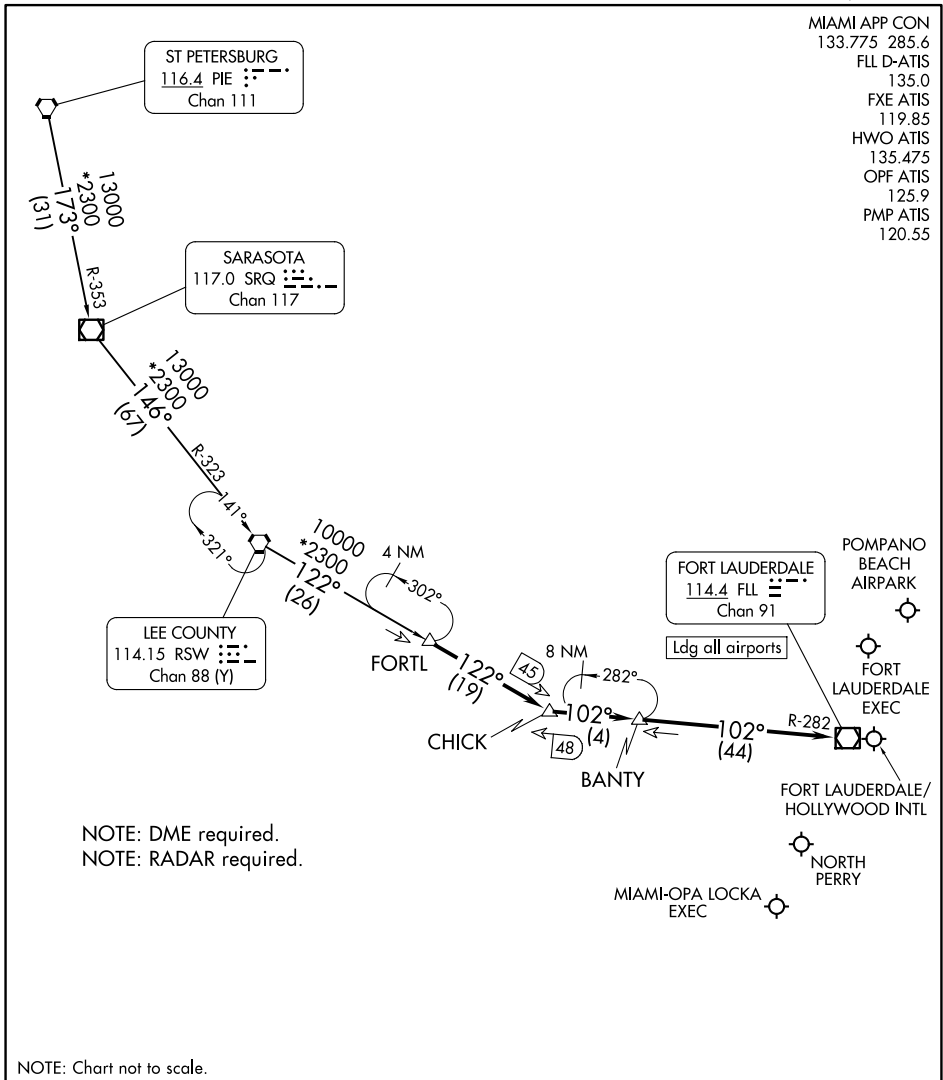 MIAMI APP CON
133.775 285.6
FLL D-ATIS
135.0
FXE ATIS
119.85
HWO ATIS
135.475
OPF ATIS
125.9
PMP ATIS
120.55
ST PETERSBURG
116.4 PIE
Chan 111
13000
*2300
173°
(31)
R-353
SARASOTA
117.0 SRQ
Chan 117
13000
*2300
146°
(67)
R-323
141°
321°
LEE COUNTY
114.15 RSW
Chan 88 (Y)
10000
*2300
122°
(26)
4 NM
302°
FORTL
122°
(19)
45
8 NM
282°
CHICK
102°
(4)
48
BANTY
102°
(44)
R-282
FORT LAUDERDALE
114.4 FLL
Chan 91
Ldg all airports
POMPANO
BEACH
AIRPARK
FORT
LAUDERDALE
EXEC
FORT LAUDERDALE/
HOLLYWOOD INTL
NORTH
PERRY
MIAMI-OPA LOCKA
EXEC
NOTE: DME required.
NOTE: RADAR required.
NOTE: Chart not to scale.